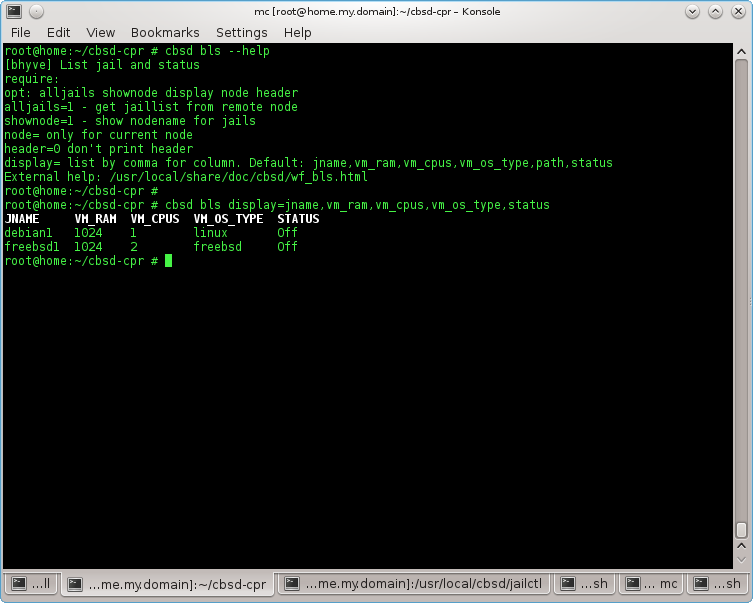 mc [root@home.my.domain]:~/cbsd-cpr – Konsole
File Edit View Bookmarks Settings Help
root@home:~/cbsd-cpr # cbsd bls --help
[bhyve] List jail and status
require:
opt: alljails shownode display node header
alljails=1 - get jaillist from remote node
shownode=1 - show nodename for jails
node= only for current node
header=0 don't print header
display= list by comma for column. Default: jname,vm_ram,vm_cpus,vm_os_type,path,status
External help: /usr/local/share/doc/cbsd/wf_bls.html
root@home:~/cbsd-cpr #
root@home:~/cbsd-cpr # cbsd bls display=jname,vm_ram,vm_cpus,vm_os_type,status
JNAME VM_RAM VM_CPUS VM_OS_TYPE STATUS
debian1 1024 1 linux Off
freebsd1 1024 2 freebsd Off
root@home:~/cbsd-cpr #
...ll ...me.my.domain]:~/cbsd-cpr ...me.my.domain]:/usr/local/cbsd/jailctl ...sh ... mc ...sh